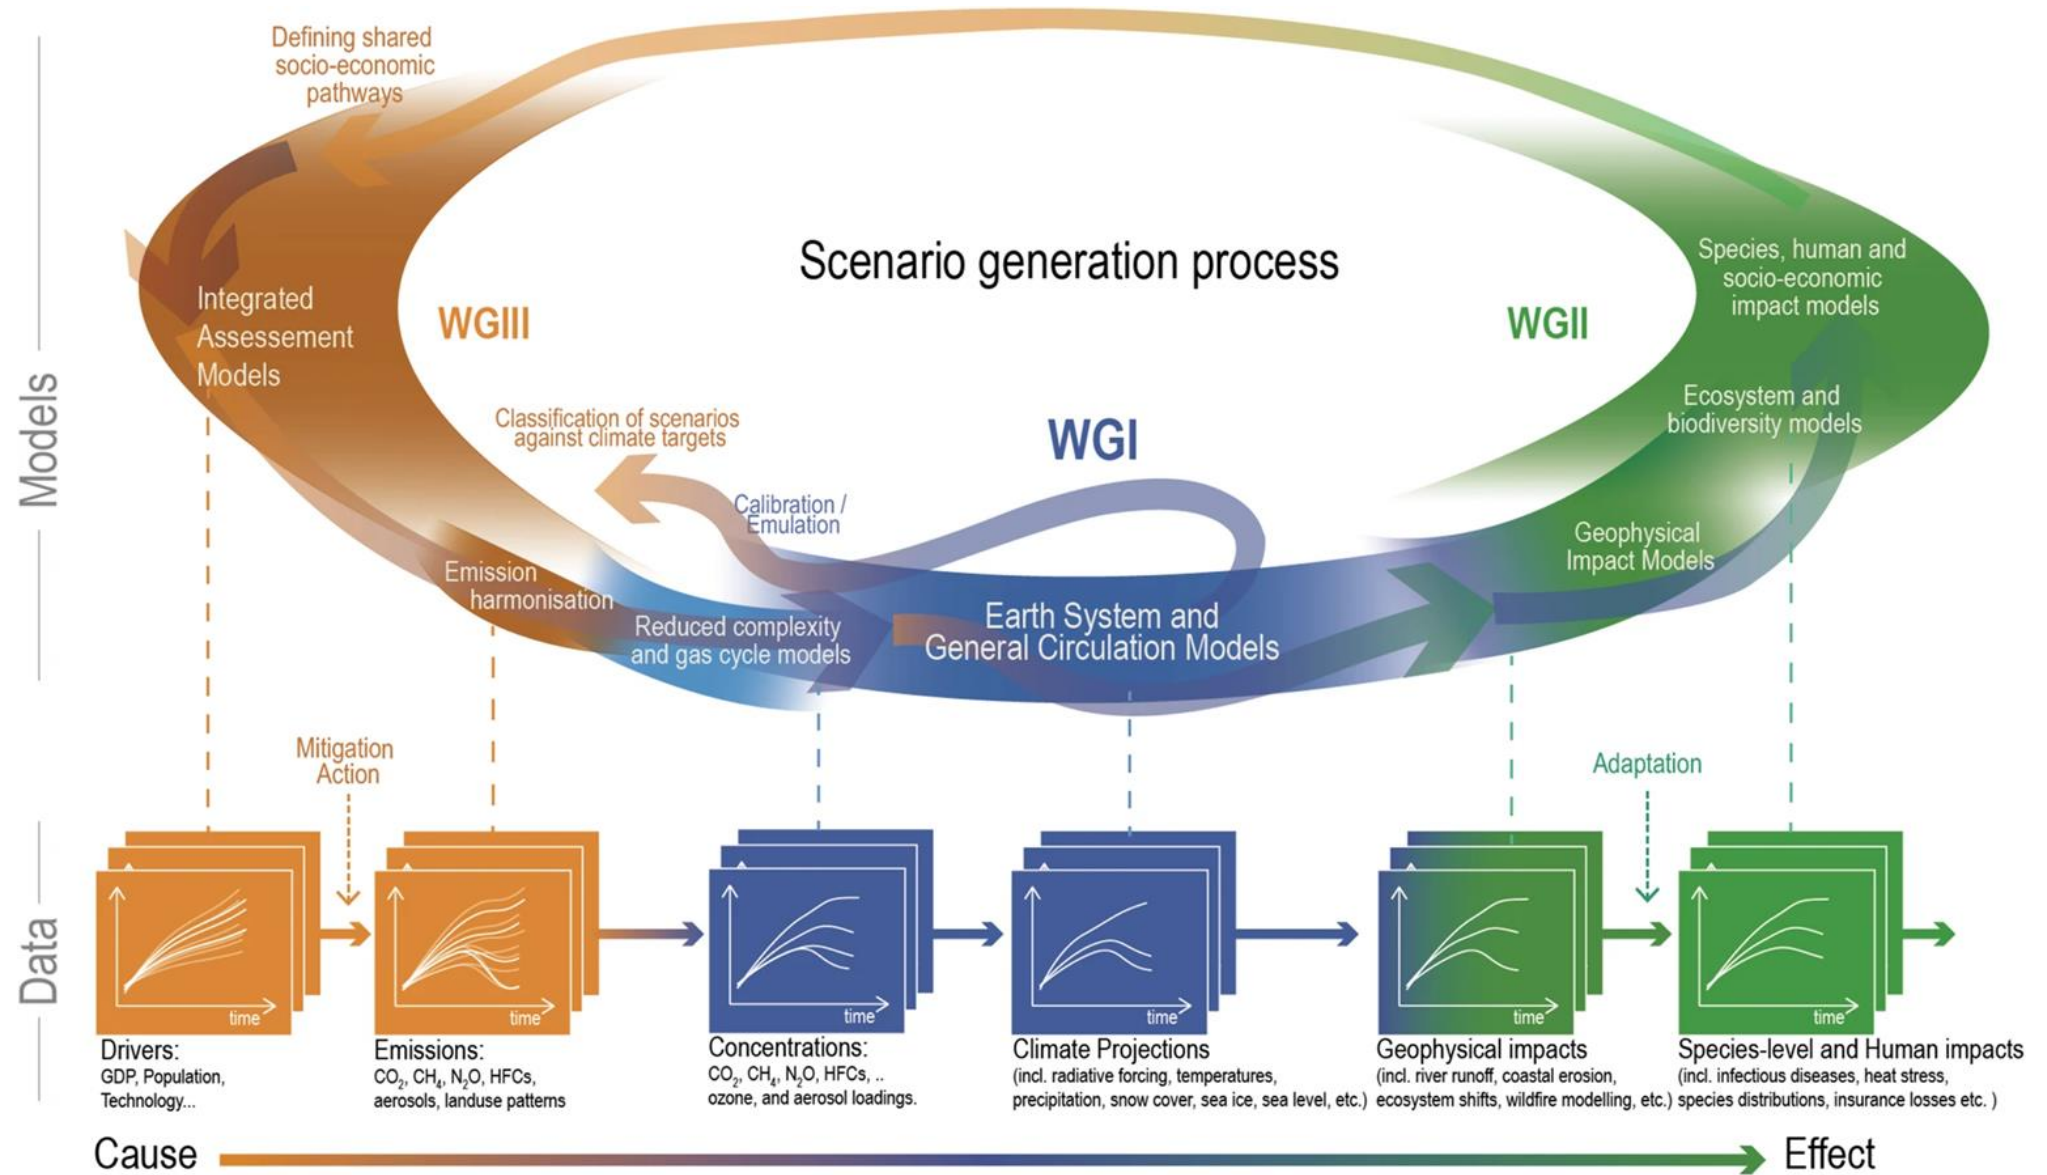 Defining shared
socio-economic
pathways
Scenario generation process
Integrated
Assessement
Models
WGIII
WGII
Species, human and
socio-economic
impact models
Ecosystem and
biodiversity models
Classification of scenarios
against climate targets
WGI
Calibration /
Emulation
Geophysical
Impact Models
Emission
harmonisation
Reduced complexity
and gas cycle models
Earth System and
General Circulation Models
Models
Mitigation
Action
Adaptation
Data
time
time
time
time
time
time
Drivers:
GDP, Population,
Technology...
Emissions:
CO₂, CH₄, N₂O, HFCs,
aerosols, landuse patterns
Concentrations:
CO₂, CH₄, N₂O, HFCs, ..
ozone, and aerosol loadings.
Climate Projections
(incl. radiative forcing, temperatures,
precipitation, snow cover, sea ice, sea level, etc.)
Geophysical impacts
(incl. river runoff, coastal erosion,
ecosystem shifts, wildfire modelling, etc.)
Species-level and Human impacts
(incl. infectious diseases, heat stress,
species distributions, insurance losses etc. )
Cause
Effect